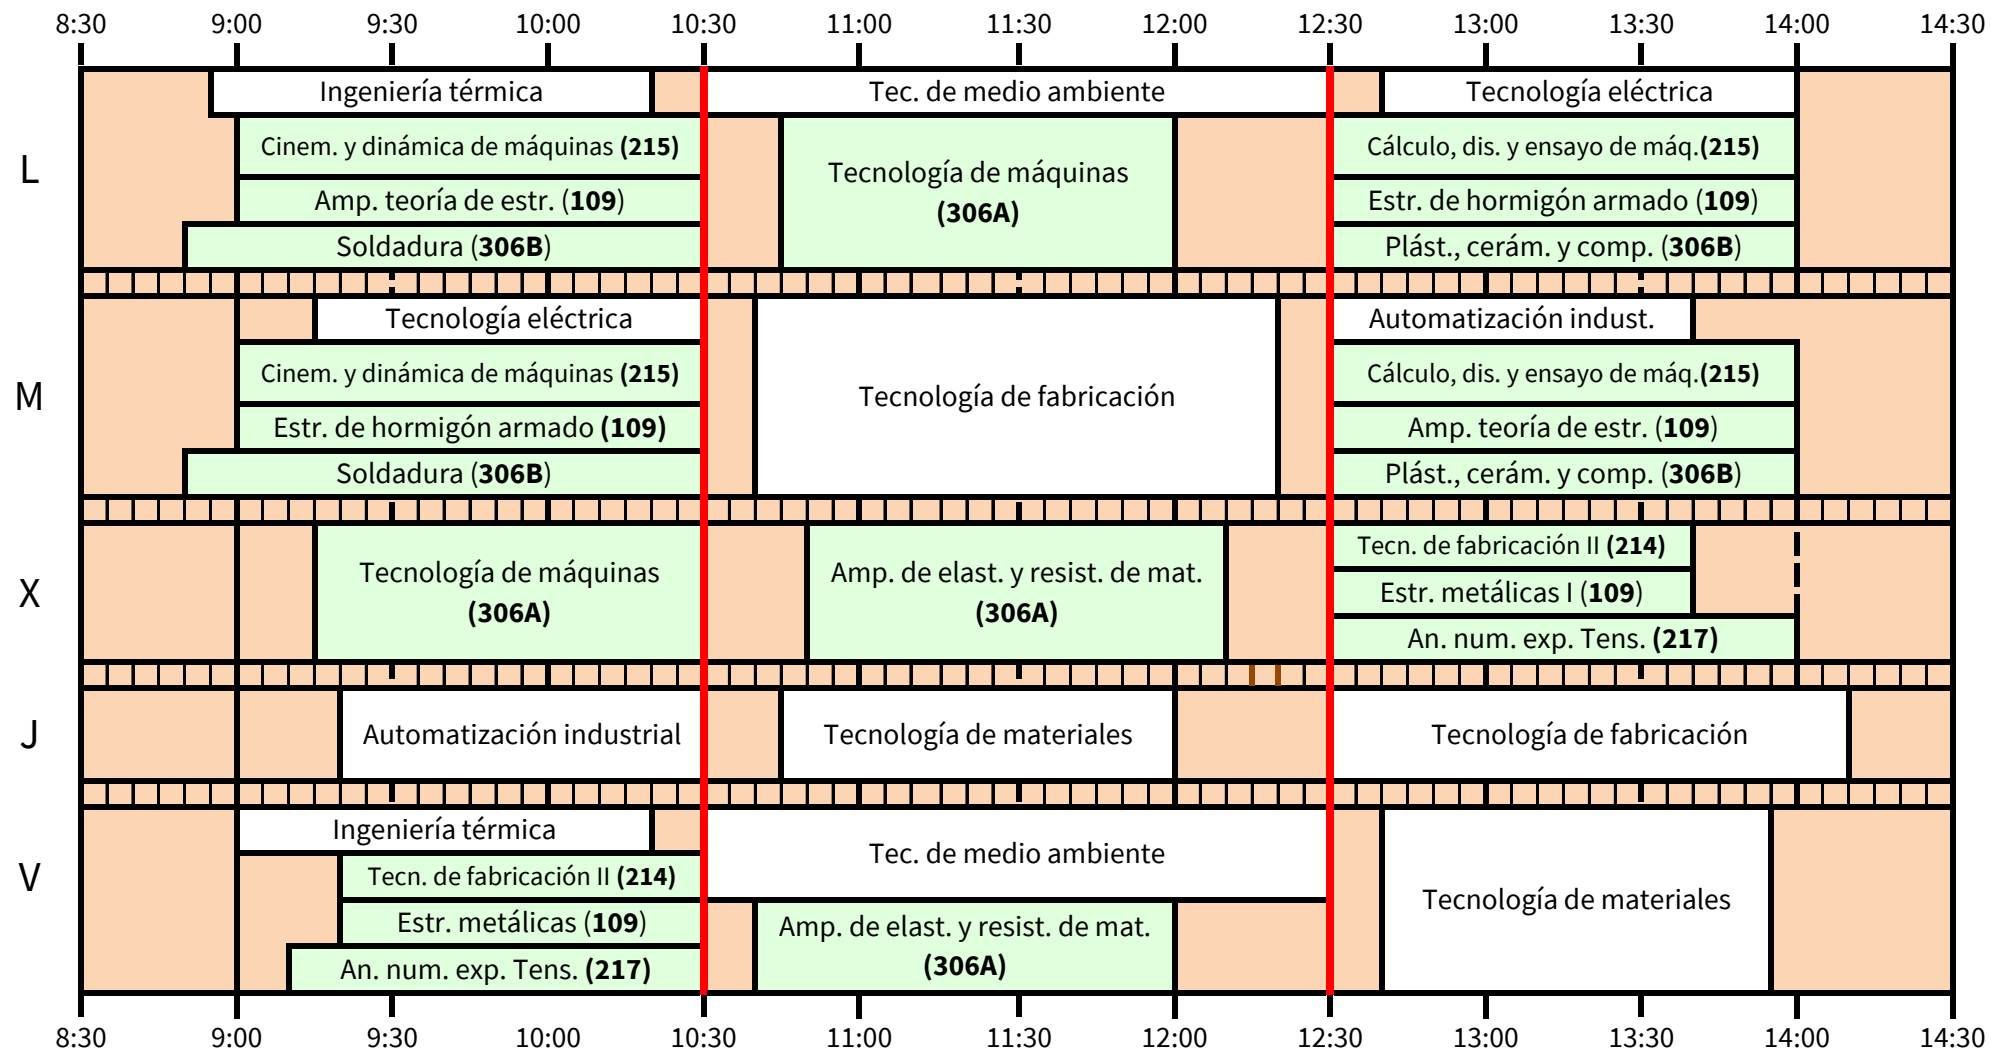 8:30 9:00 9:30 10:00 10:30 11:00 11:30 12:00 12:30 13:00 13:30 14:00 14:30
L
Ingeniería térmica
Tec. de medio ambiente
Tecnología eléctrica
Cinem. y dinámica de máquinas (215)
Tecnología de máquinas
(306A)
Cálculo, dis. y ensayo de máq.(215)
Amp. teoría de estr. (109)
Estr. de hormigón armado (109)
Soldadura (306B)
Plást., cerám. y comp. (306B)
M
Tecnología eléctrica
Tecnología de fabricación
Automatización indust.
Cinem. y dinámica de máquinas (215)
Cálculo, dis. y ensayo de máq.(215)
Estr. de hormigón armado (109)
Amp. teoría de estr. (109)
Soldadura (306B)
Plást., cerám. y comp. (306B)
X
Tecnología de máquinas
(306A)
Amp. de elast. y resist. de mat.
(306A)
Tecn. de fabricación II (214)
Estr. metálicas I (109)
An. num. exp. Tens. (217)
J
Automatización industrial
Tecnología de materiales
Tecnología de fabricación
V
Ingeniería térmica
Tec. de medio ambiente
Tecnología de materiales
Tecn. de fabricación II (214)
Estr. metálicas (109)
Amp. de elast. y resist. de mat.
(306A)
An. num. exp. Tens. (217)
8:30 9:00 9:30 10:00 10:30 11:00 11:30 12:00 12:30 13:00 13:30 14:00 14:30